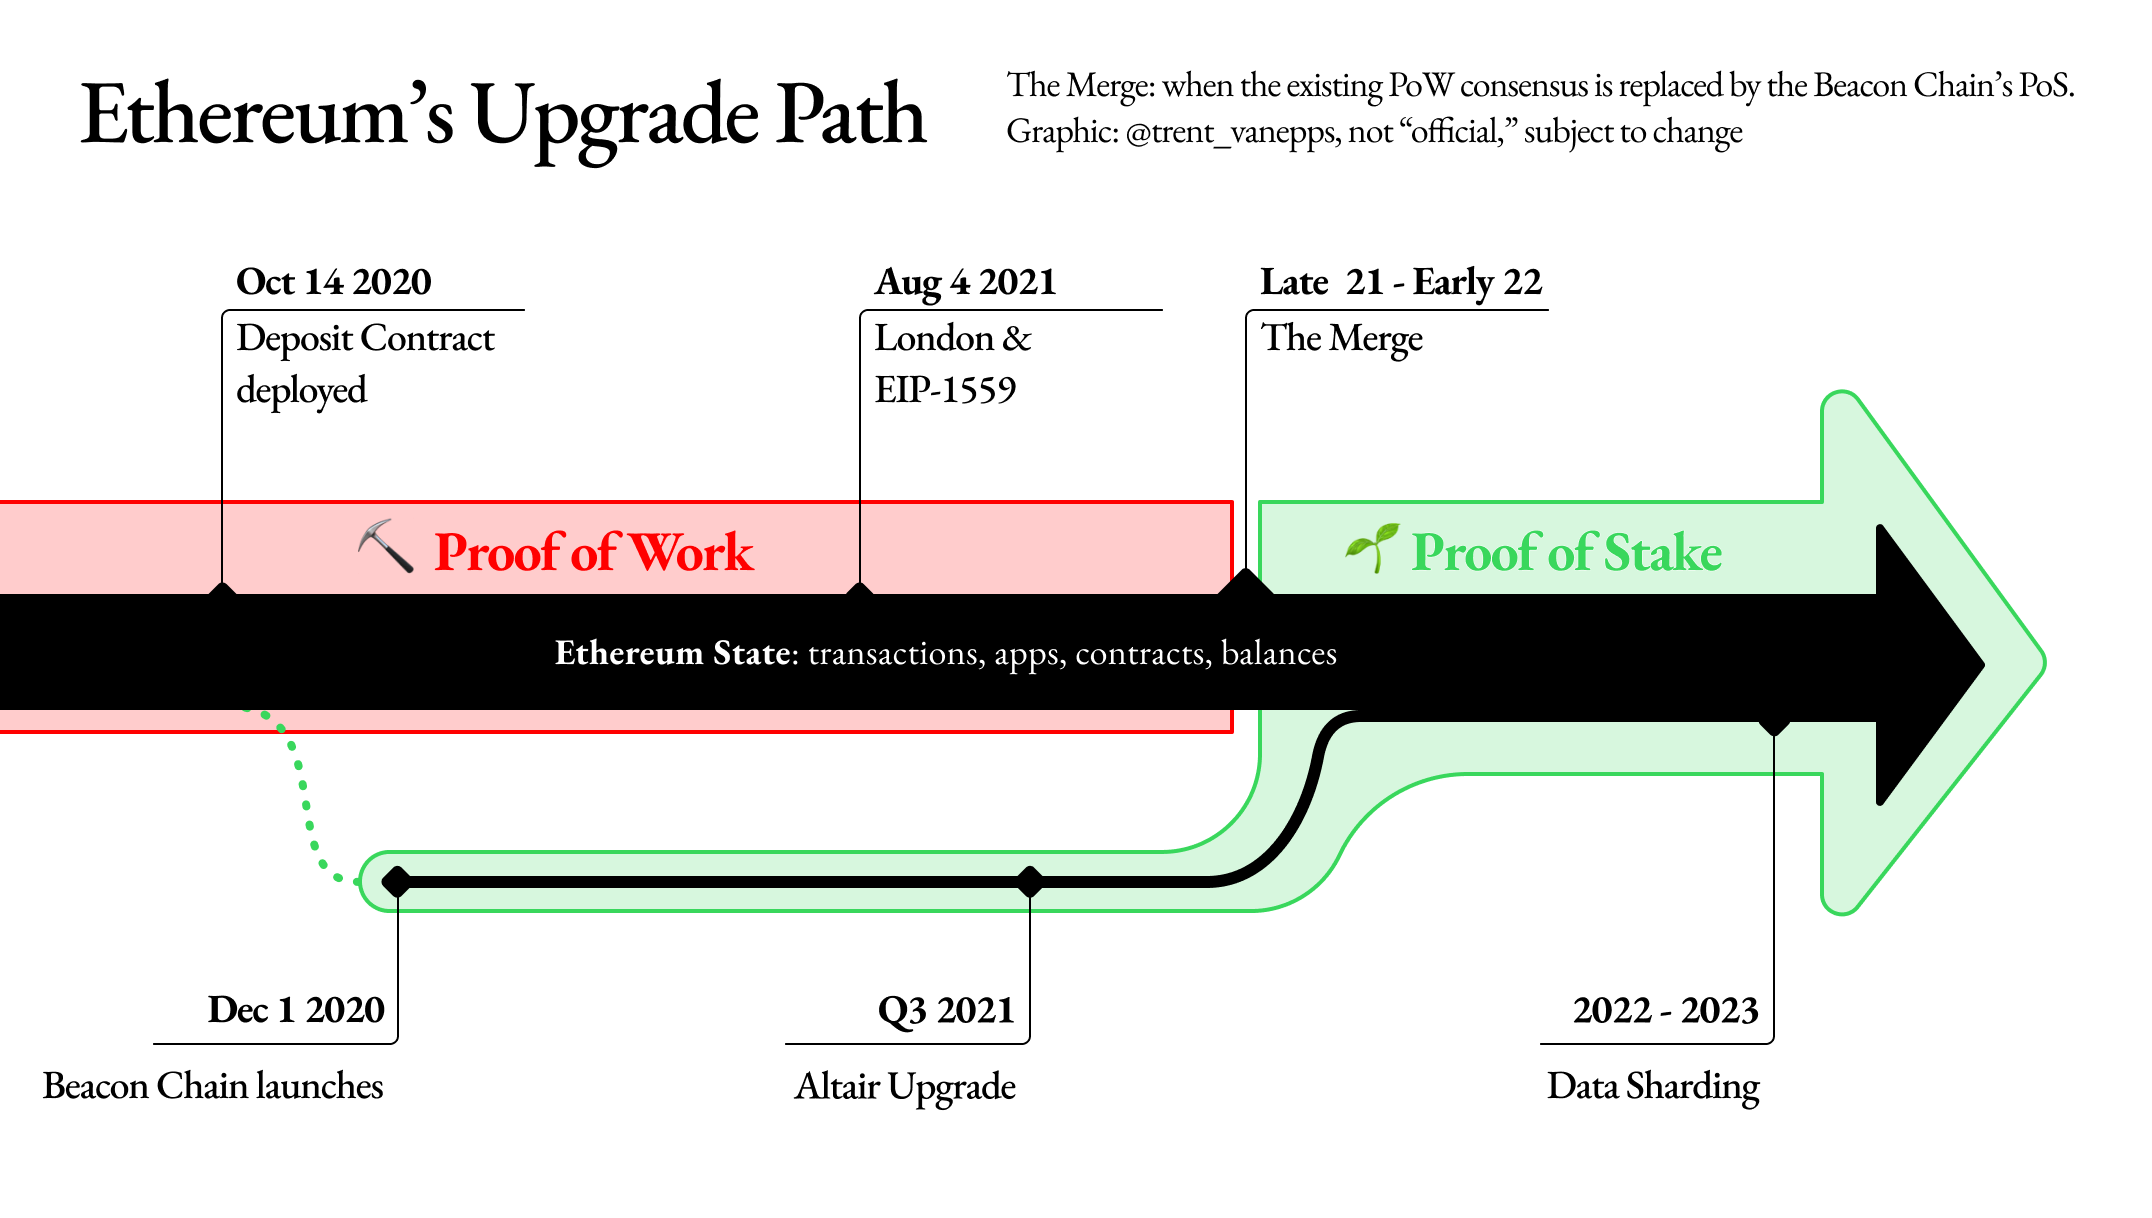 Ethereum’s Upgrade Path
The Merge: when the existing PoW consensus is replaced by the Beacon Chain’s PoS.
Graphic: @trent_vanepps, not “official,” subject to change
Oct 14 2020
Deposit Contract
deployed
Aug 4 2021
London &
EIP-1559
Late 21 - Early 22
The Merge
Proof of Work
Proof of Stake
Ethereum State: transactions, apps, contracts, balances
Dec 1 2020
Beacon Chain launches
Q3 2021
Altair Upgrade
2022 - 2023
Data Sharding